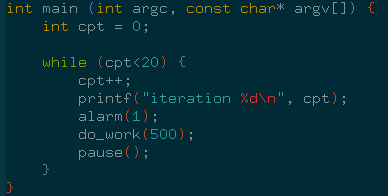 int main (int argc, const char* argv[]) {
    int cpt = 0;

    while (cpt<20) {
        cpt++;
        printf("iteration %d\n", cpt);
        alarm(1);
        do_work(500);
        pause();
    }
}